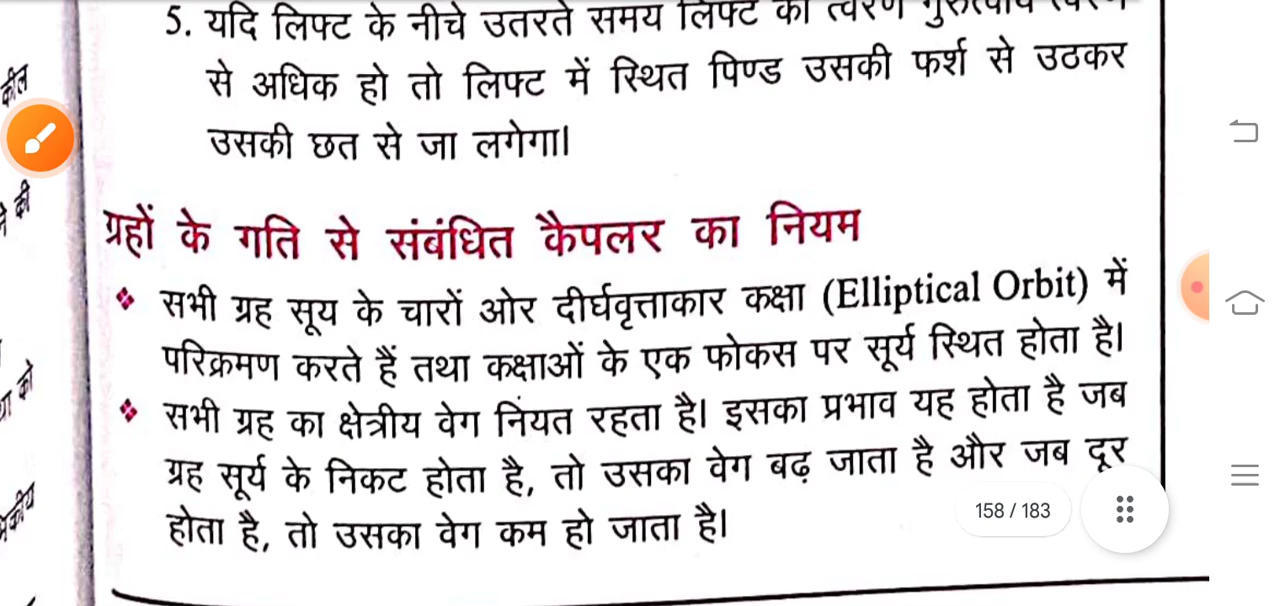 5. यदि लिफ्ट के नीचे उतरते समय लिफ्ट का त्वरण गुरुत्वीय त्वरण
से अधिक हो तो लिफ्ट में स्थित पिण्ड उसकी फर्श से उठकर
उसकी छत से जा लगेगा।
ग्रहों के गति से संबंधित कैपलर का नियम
सभी ग्रह सूय के चारों ओर दीर्घवृत्ताकार कक्षा (Elliptical Orbit) में
परिक्रमण करते हैं तथा कक्षाओं के एक फोकस पर सूर्य स्थित होता है।
सभी ग्रह का क्षेत्रीय वेग नियत रहता है। इसका प्रभाव यह होता है जब
ग्रह सूर्य के निकट होता है, तो उसका वेग बढ़ जाता है और जब दूर
होता है, तो उसका वेग कम हो जाता है।
158 / 183
कील
की
को